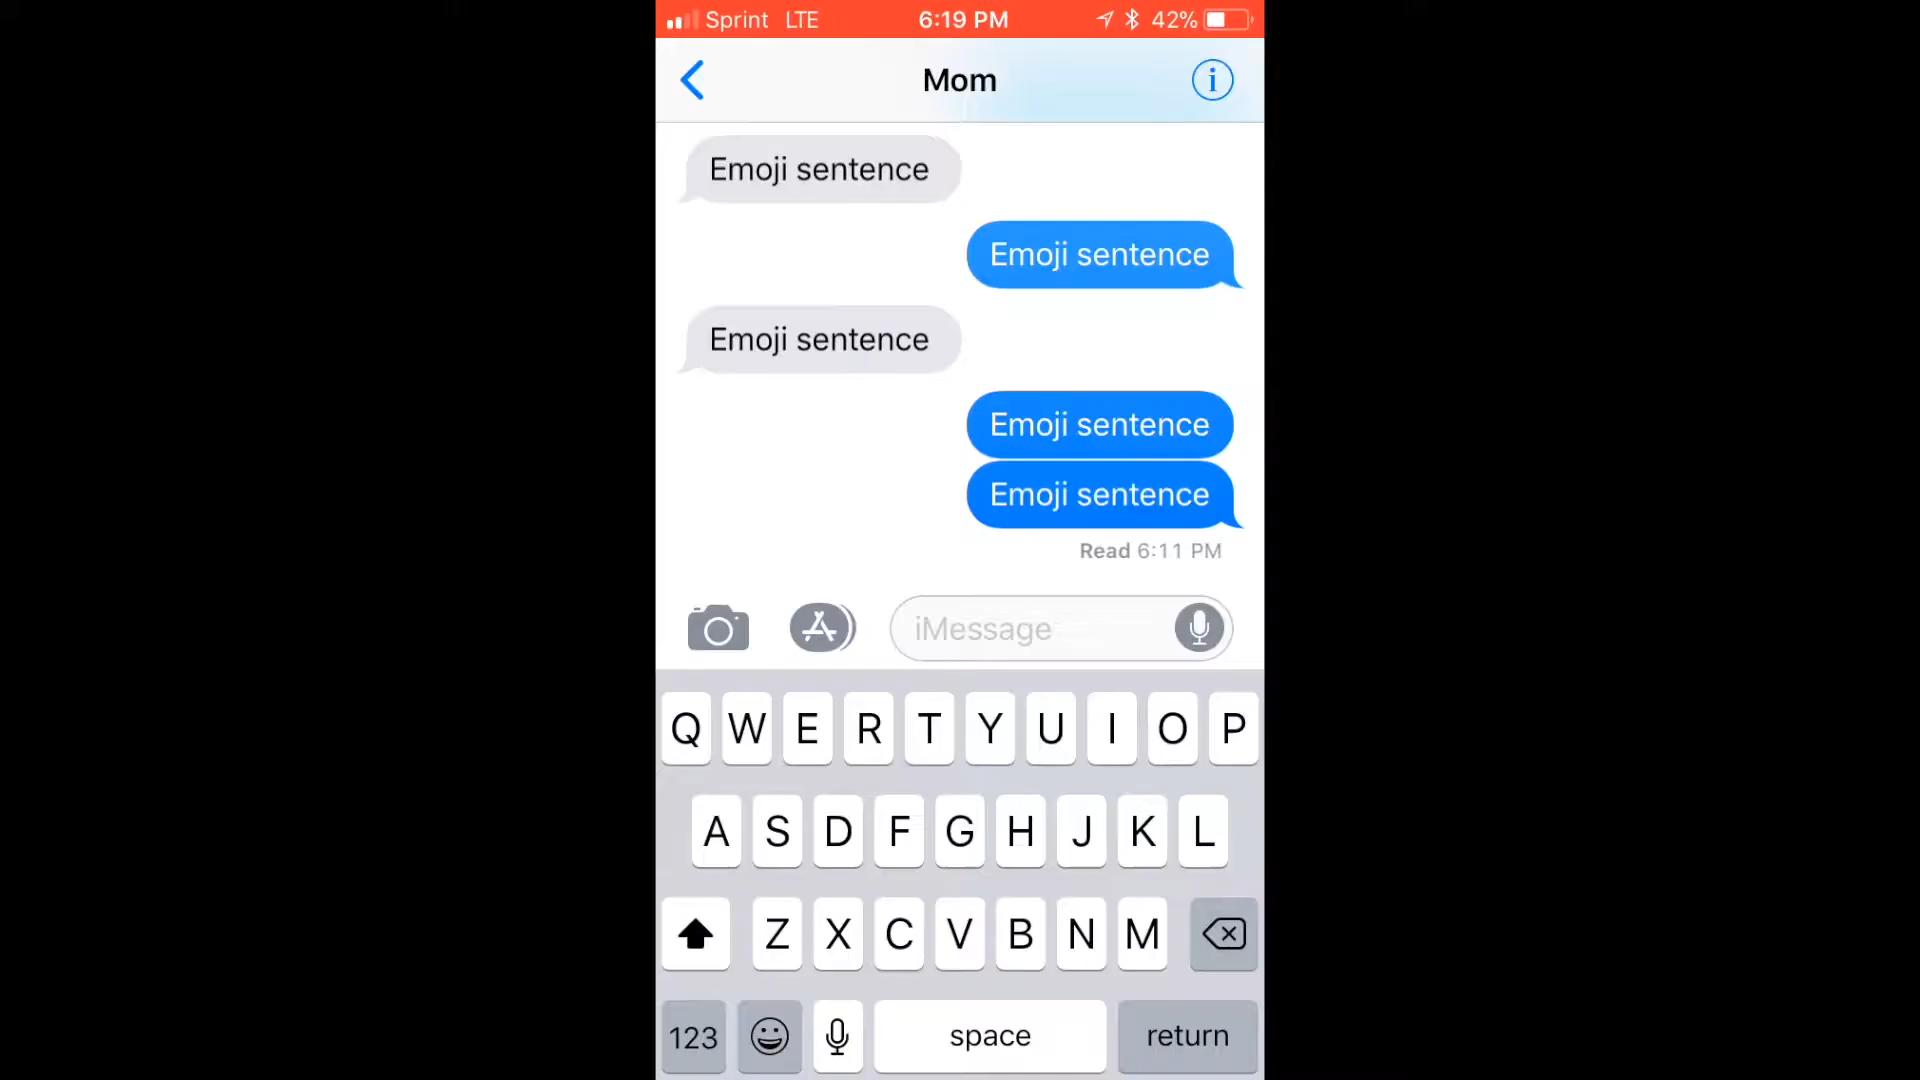 Sprint LTE 6:19 PM 42%
Mom
Emoji sentence
Emoji sentence
Emoji sentence
Emoji sentence
Emoji sentence
Read 6:11 PM
iMessage
Q W E R T Y U I O P
A S D F G H J K L
Z X C V B N M
123 space return